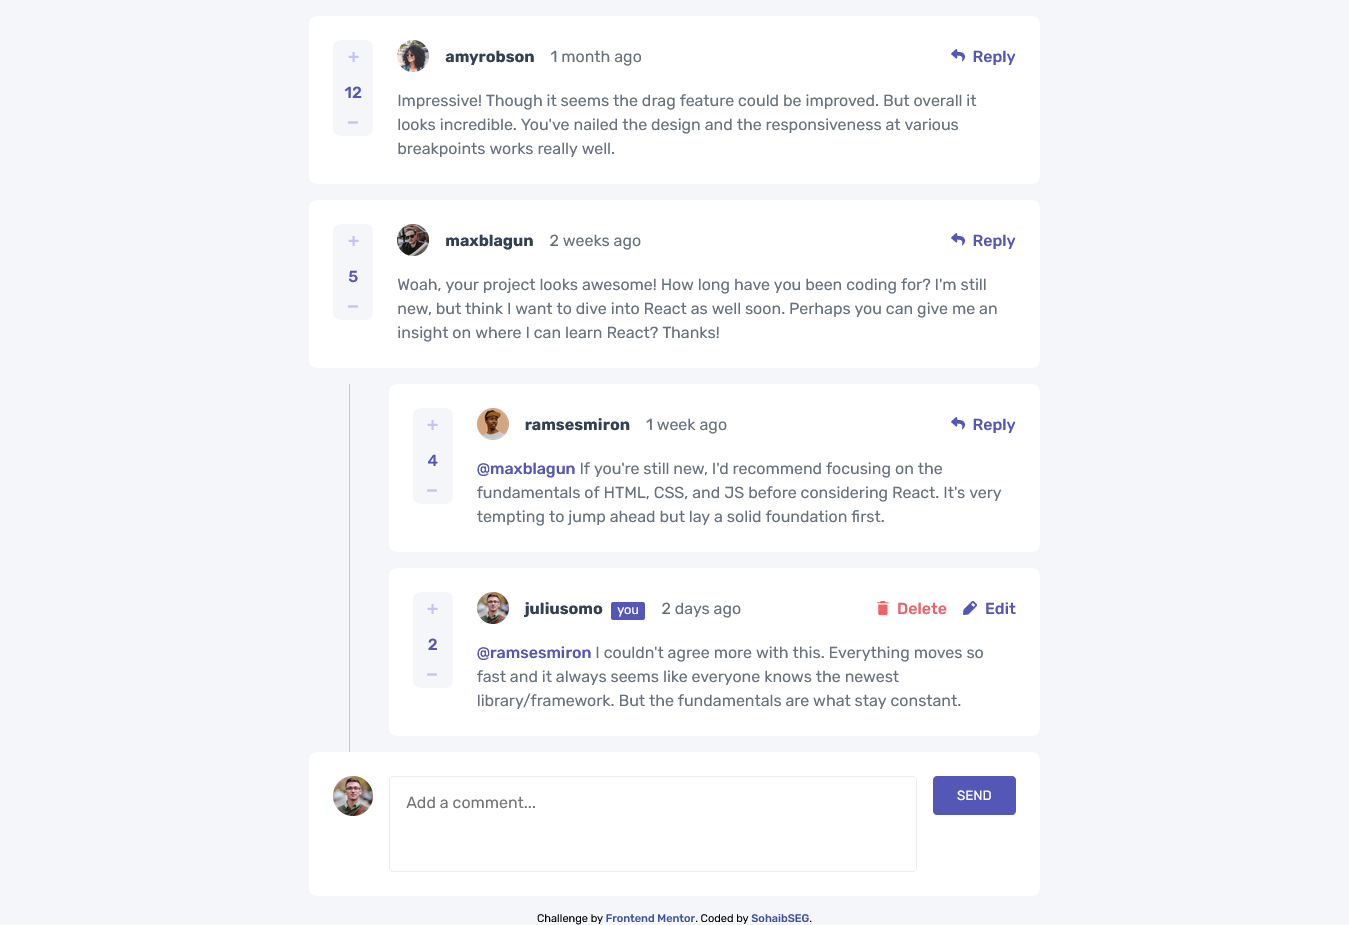 +
12
−
amyrobson 1 month ago
Reply
Impressive! Though it seems the drag feature could be improved. But overall it
looks incredible. You've nailed the design and the responsiveness at various
breakpoints works really well.
+
5
−
maxblagun 2 weeks ago
Reply
Woah, your project looks awesome! How long have you been coding for? I'm still
new, but think I want to dive into React as well soon. Perhaps you can give me an
insight on where I can learn React? Thanks!
+
4
−
ramsesmiron 1 week ago
Reply
@maxblagun If you're still new, I'd recommend focusing on the
fundamentals of HTML, CSS, and JS before considering React. It's very
tempting to jump ahead but lay a solid foundation first.
+
2
−
juliusomo you 2 days ago
Delete Edit
@ramsesmiron I couldn't agree more with this. Everything moves so
fast and it always seems like everyone knows the newest
library/framework. But the fundamentals are what stay constant.
Add a comment...
SEND
Challenge by Frontend Mentor. Coded by SohaibSEG.